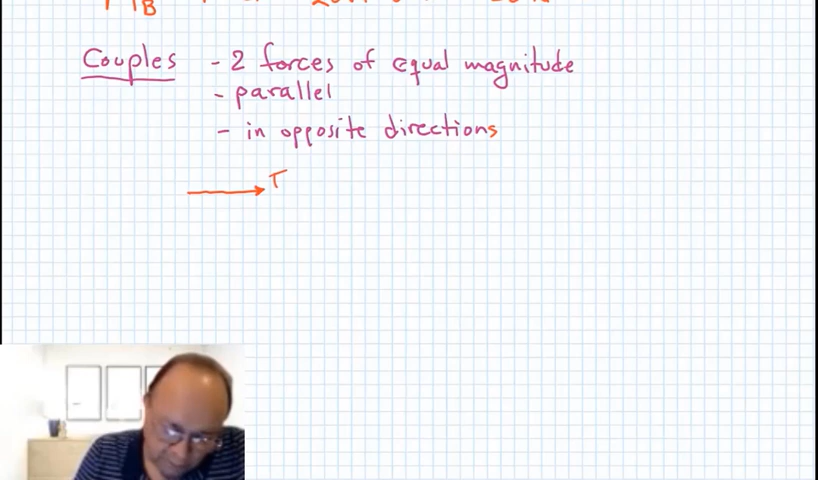 Couples - 2 forces of equal magnitude
- parallel
- in opposite directions